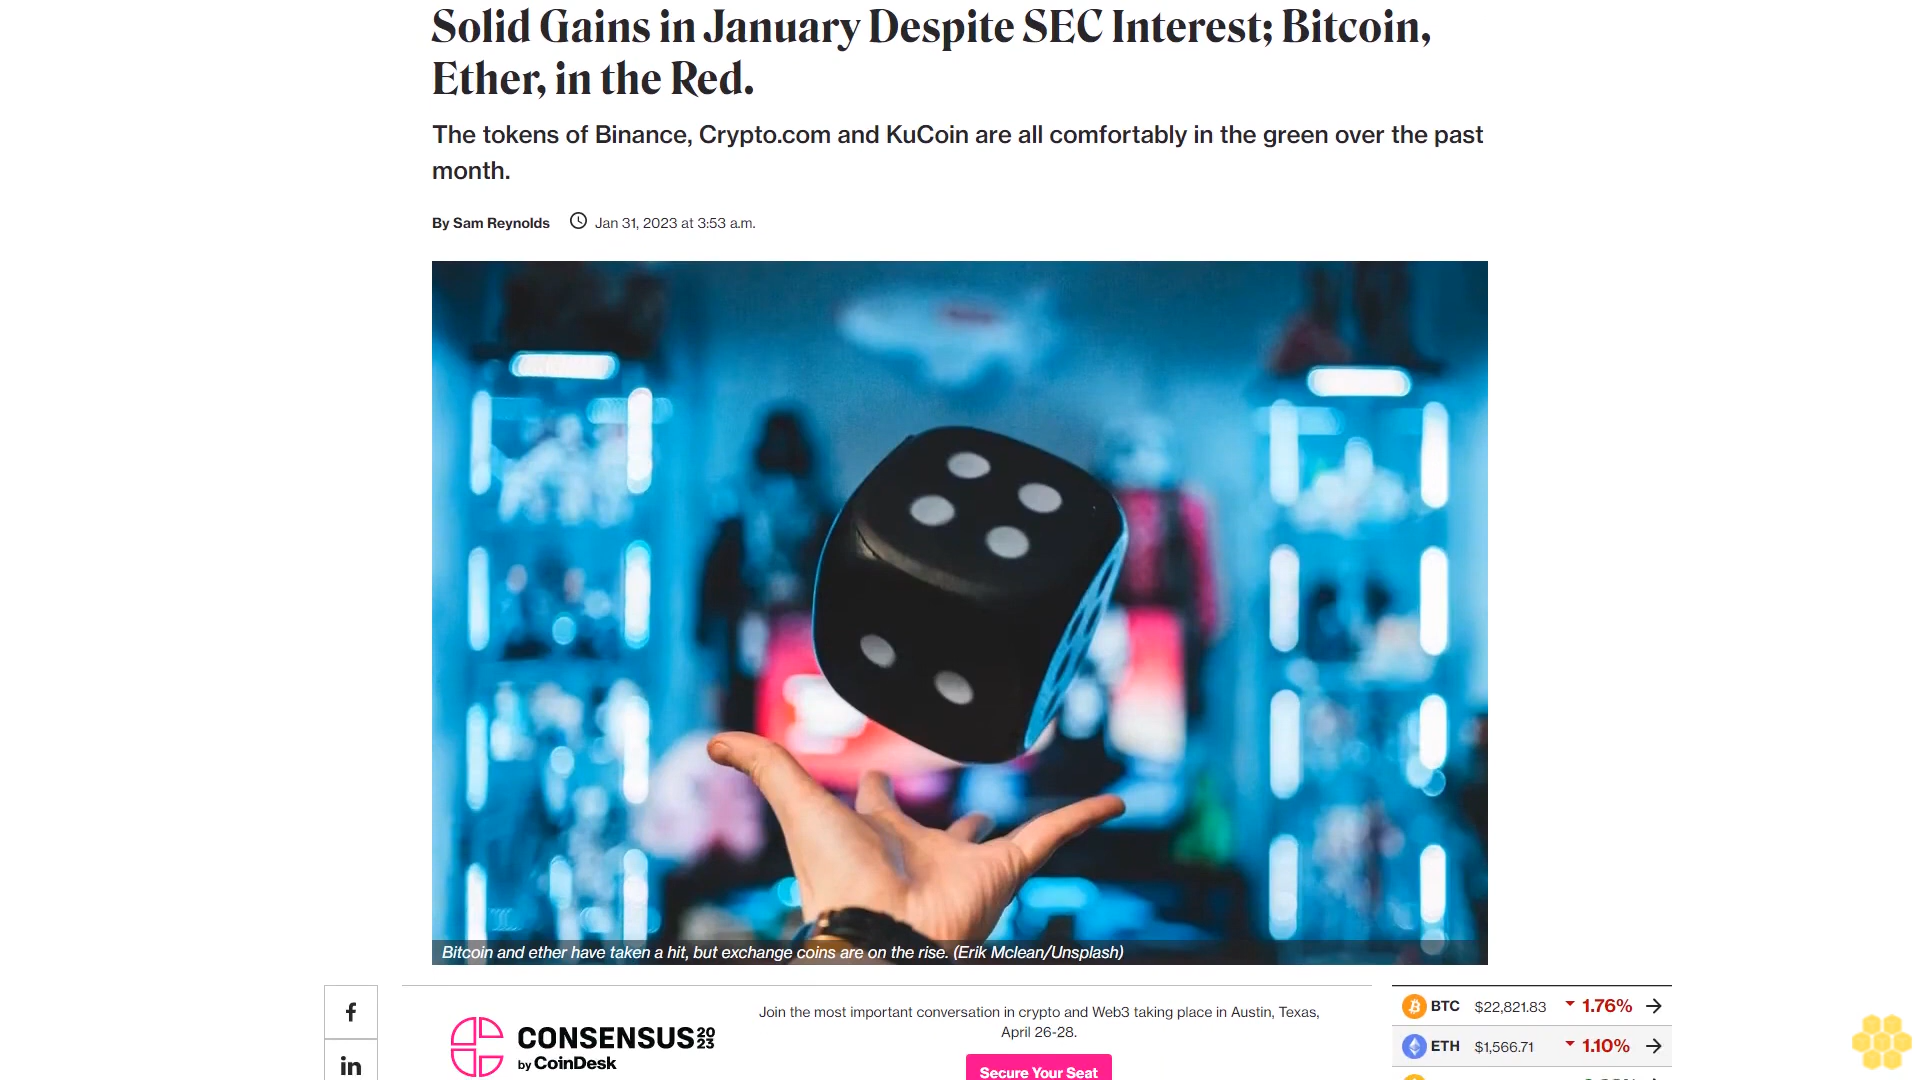 Solid Gains in January Despite SEC Interest; Bitcoin,
Ether, in the Red.
The tokens of Binance, Crypto.com and KuCoin are all comfortably in the green over the past
month.
By Sam Reynolds Jan 31, 2023 at 3:53 a.m.
Bitcoin and ether have taken a hit, but exchange coins are on the rise. (Erik Mclean/Unsplash)
f
in
CONSENSUS 20
23
by CoinDesk
Join the most important conversation in crypto and Web3 taking place in Austin, Texas,
April 26-28.
Secure Your Seat
BTC $22,821.83 1.76%
ETH $1,566.71 1.10%